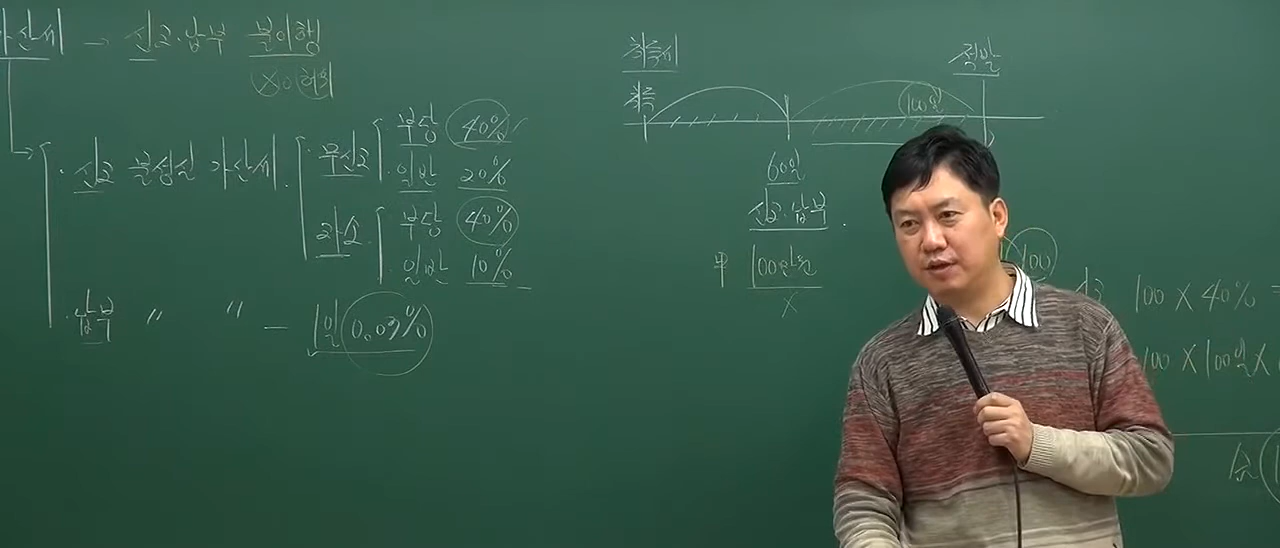 가산세 → 신고·납부 불이행
· 신고 불성실 가산세
· 무신고
부당 40%
일반 20%
과소
부당 40%
일반 10%
· 납부 〃 〃 — 1일 0.03%
취득세
취득
적발
100일
60일
신고·납부.
甲 100만원
X
100
100 X 40% =
100 X 100일 X